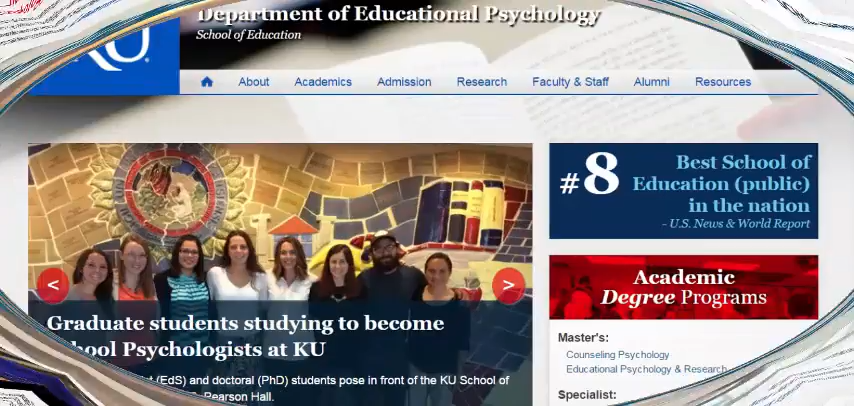 Department of Educational Psychology
KU
School of Education
About Academics Admission Research Faculty & Staff Alumni Resources
#8
Best School of
Education (public)
in the nation
- U.S. News & World Report
<
>
Graduate students studying to become
School Psychologists at KU
(EdS) and doctoral (PhD) students pose in front of the KU School of
Pearson Hall.
Academic
Degree Programs
Master's:
Counseling Psychology
Educational Psychology & Research
Specialist: